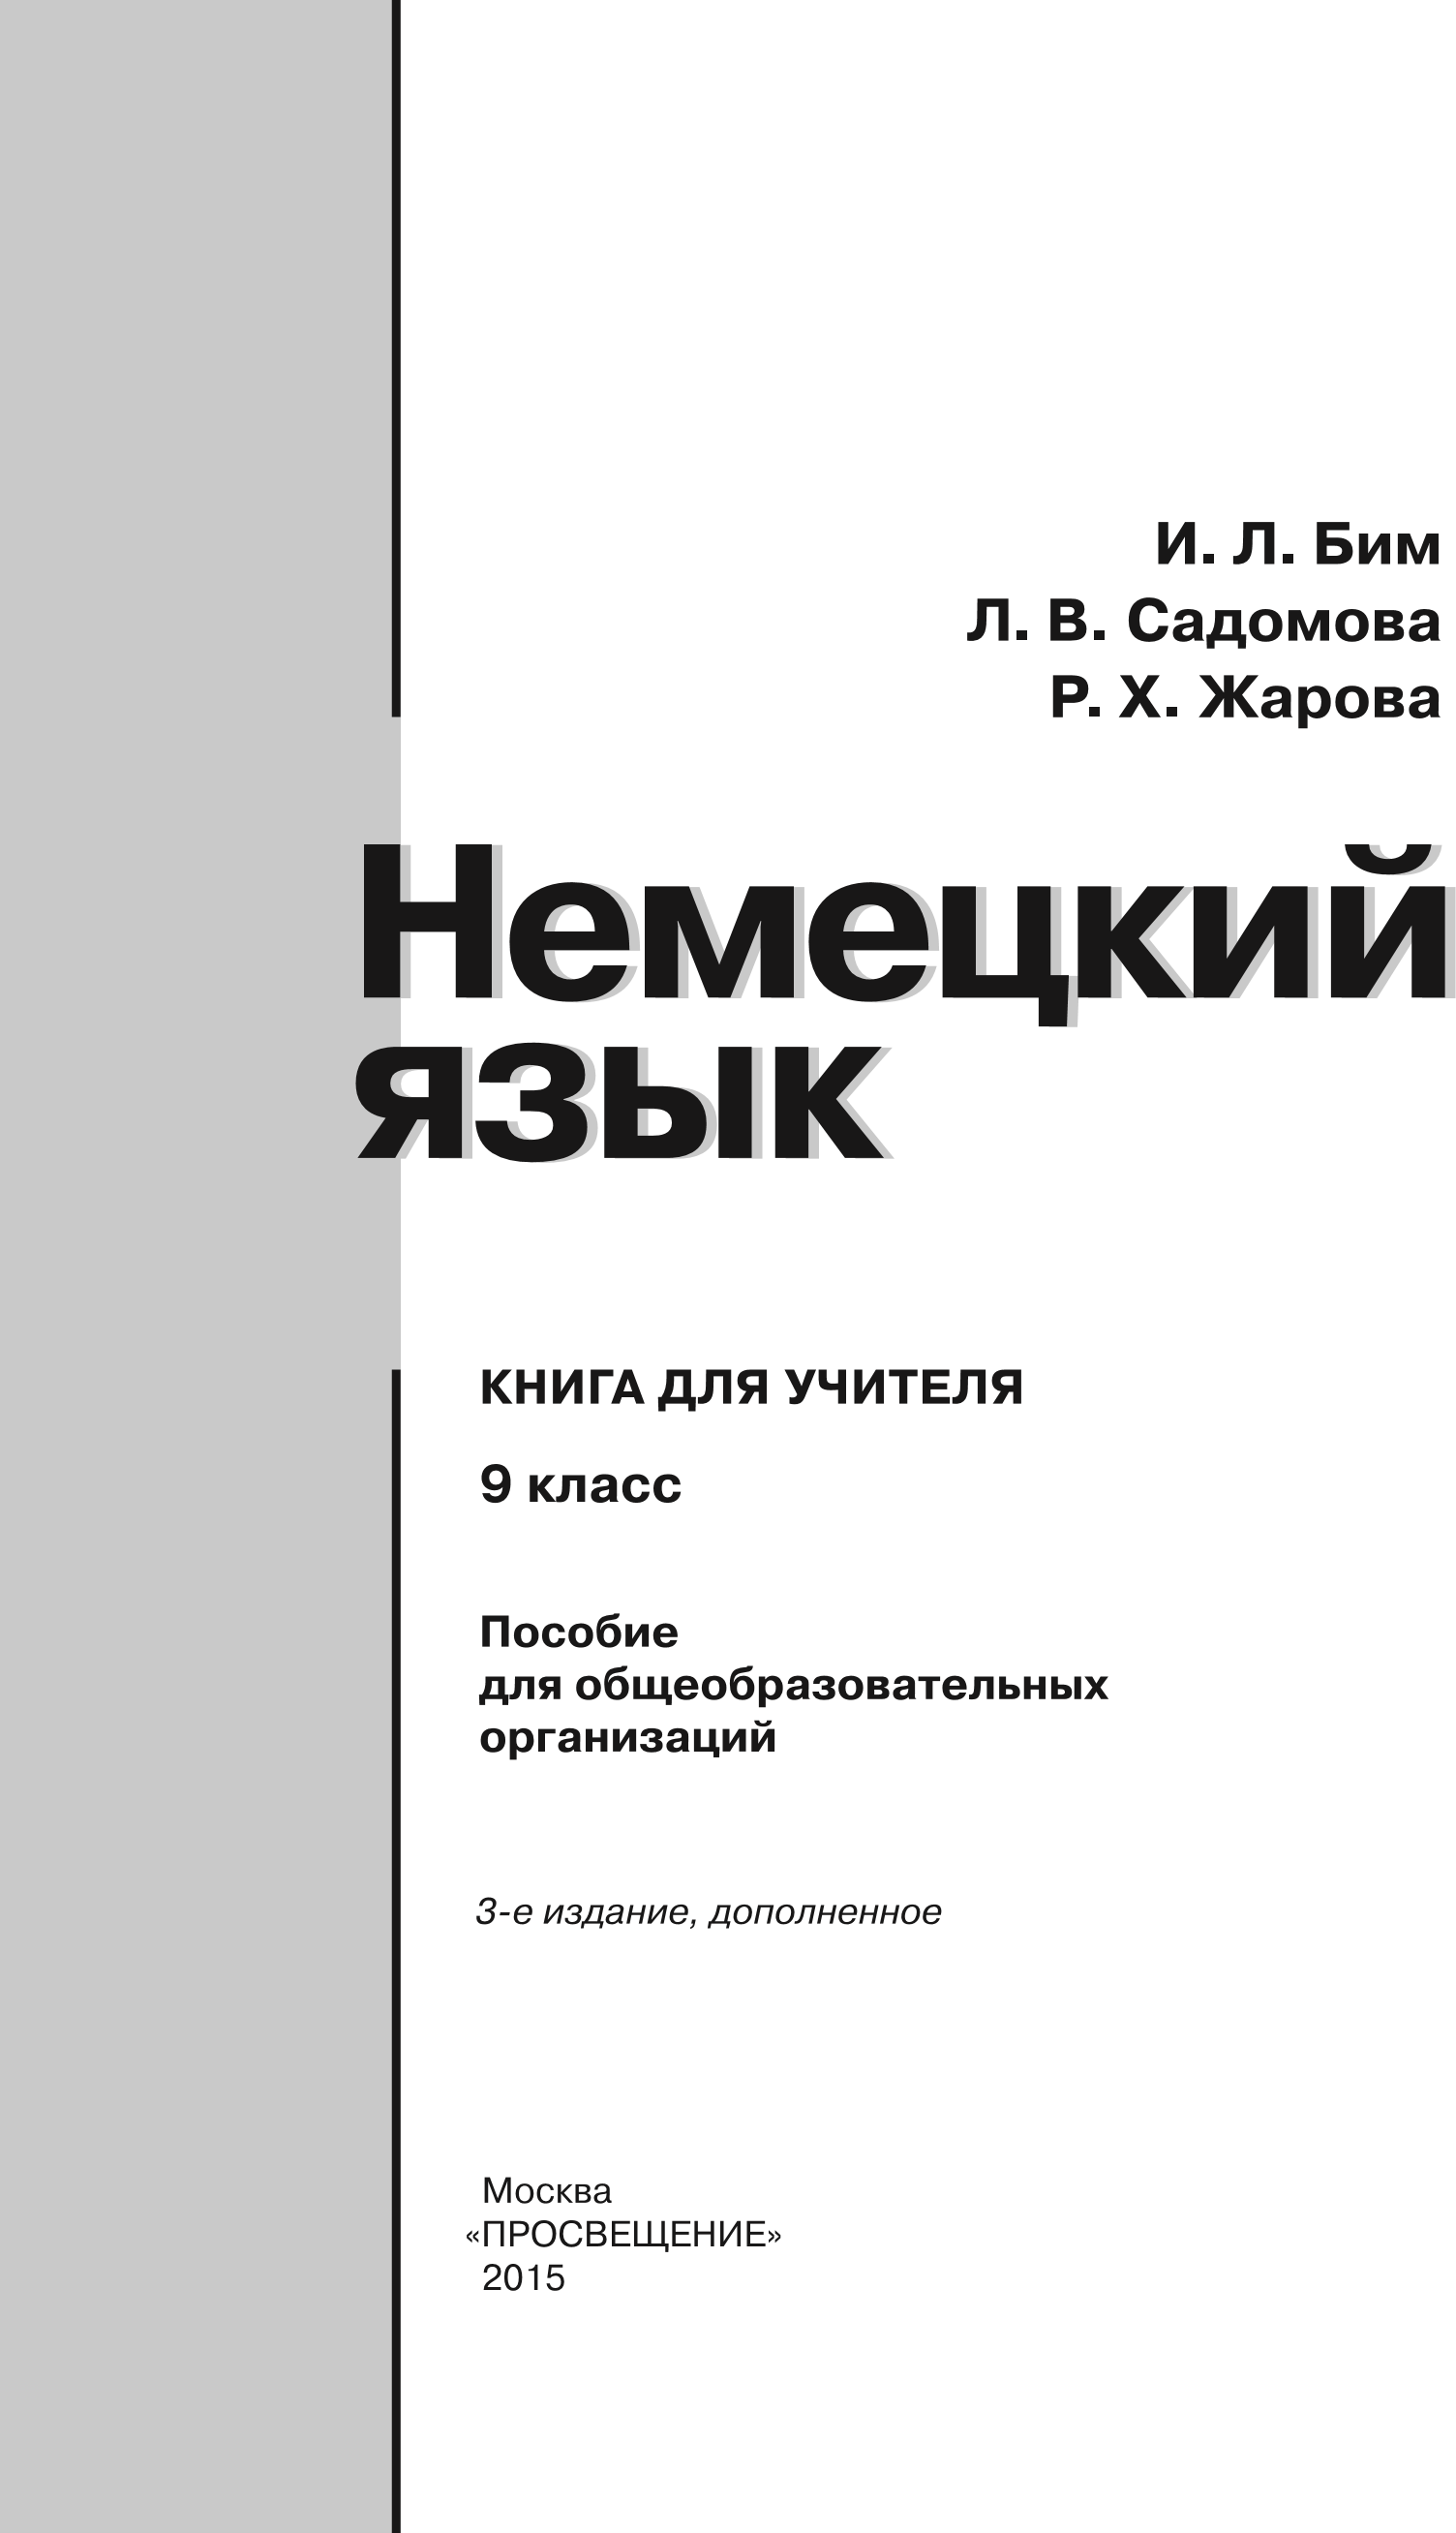 И. Л. Бим
Л. В. Садомова
Р. Х. Жарова
Немецкий
язык
КНИГА ДЛЯ УЧИТЕЛЯ
9 класс
Пособие
для общеобразовательных
организаций
3-е издание, дополненное
Москва
«ПРОСВЕЩЕНИЕ»
2015